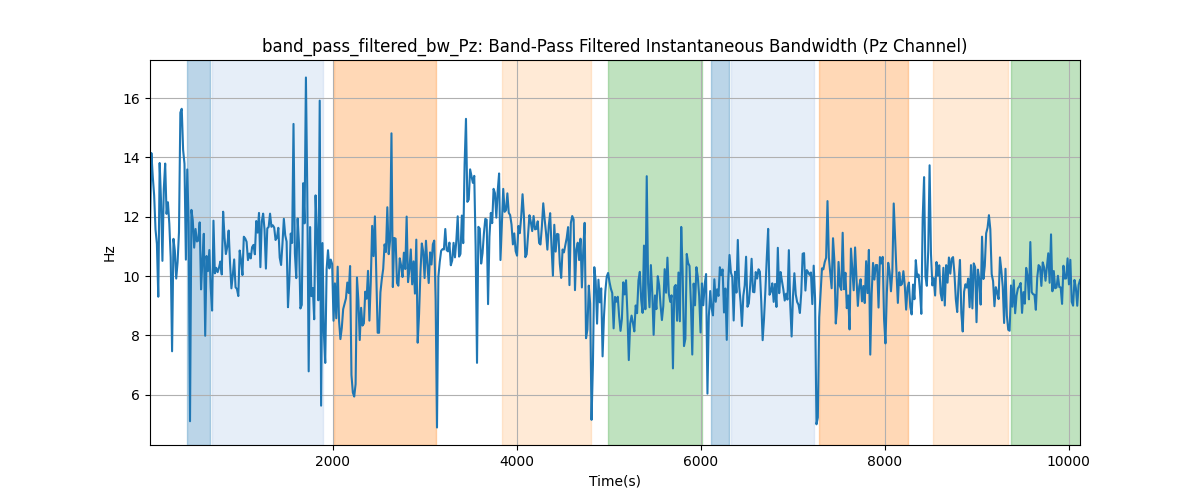 band_pass_filtered_bw_Pz: Band-Pass Filtered Instantaneous Bandwidth (Pz Channel)
16
14
12
10
8
6
Hz
2000 4000 6000 8000 10000
Time(s)